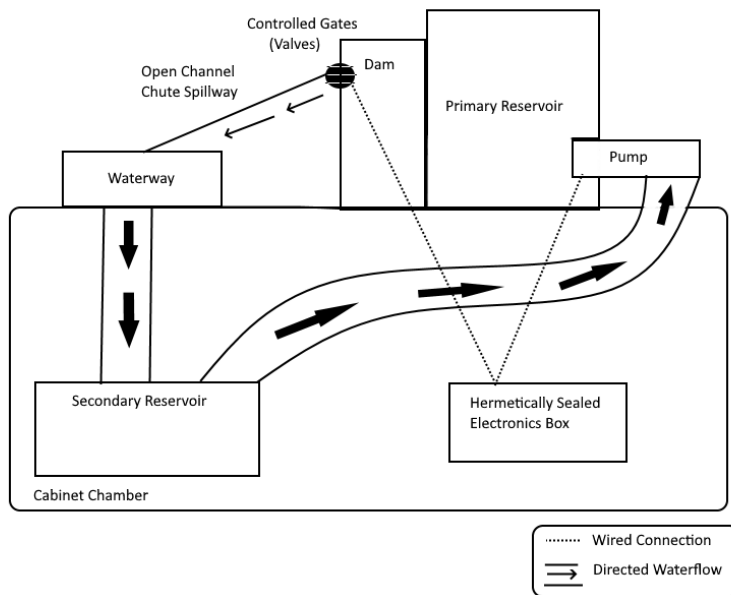 Controlled Gates
(Valves)
Dam
Open Channel
Chute Spillway
Primary Reservoir
Pump
Waterway
Secondary Reservoir
Hermetically Sealed
Electronics Box
Cabinet Chamber
Wired Connection
Directed Waterflow